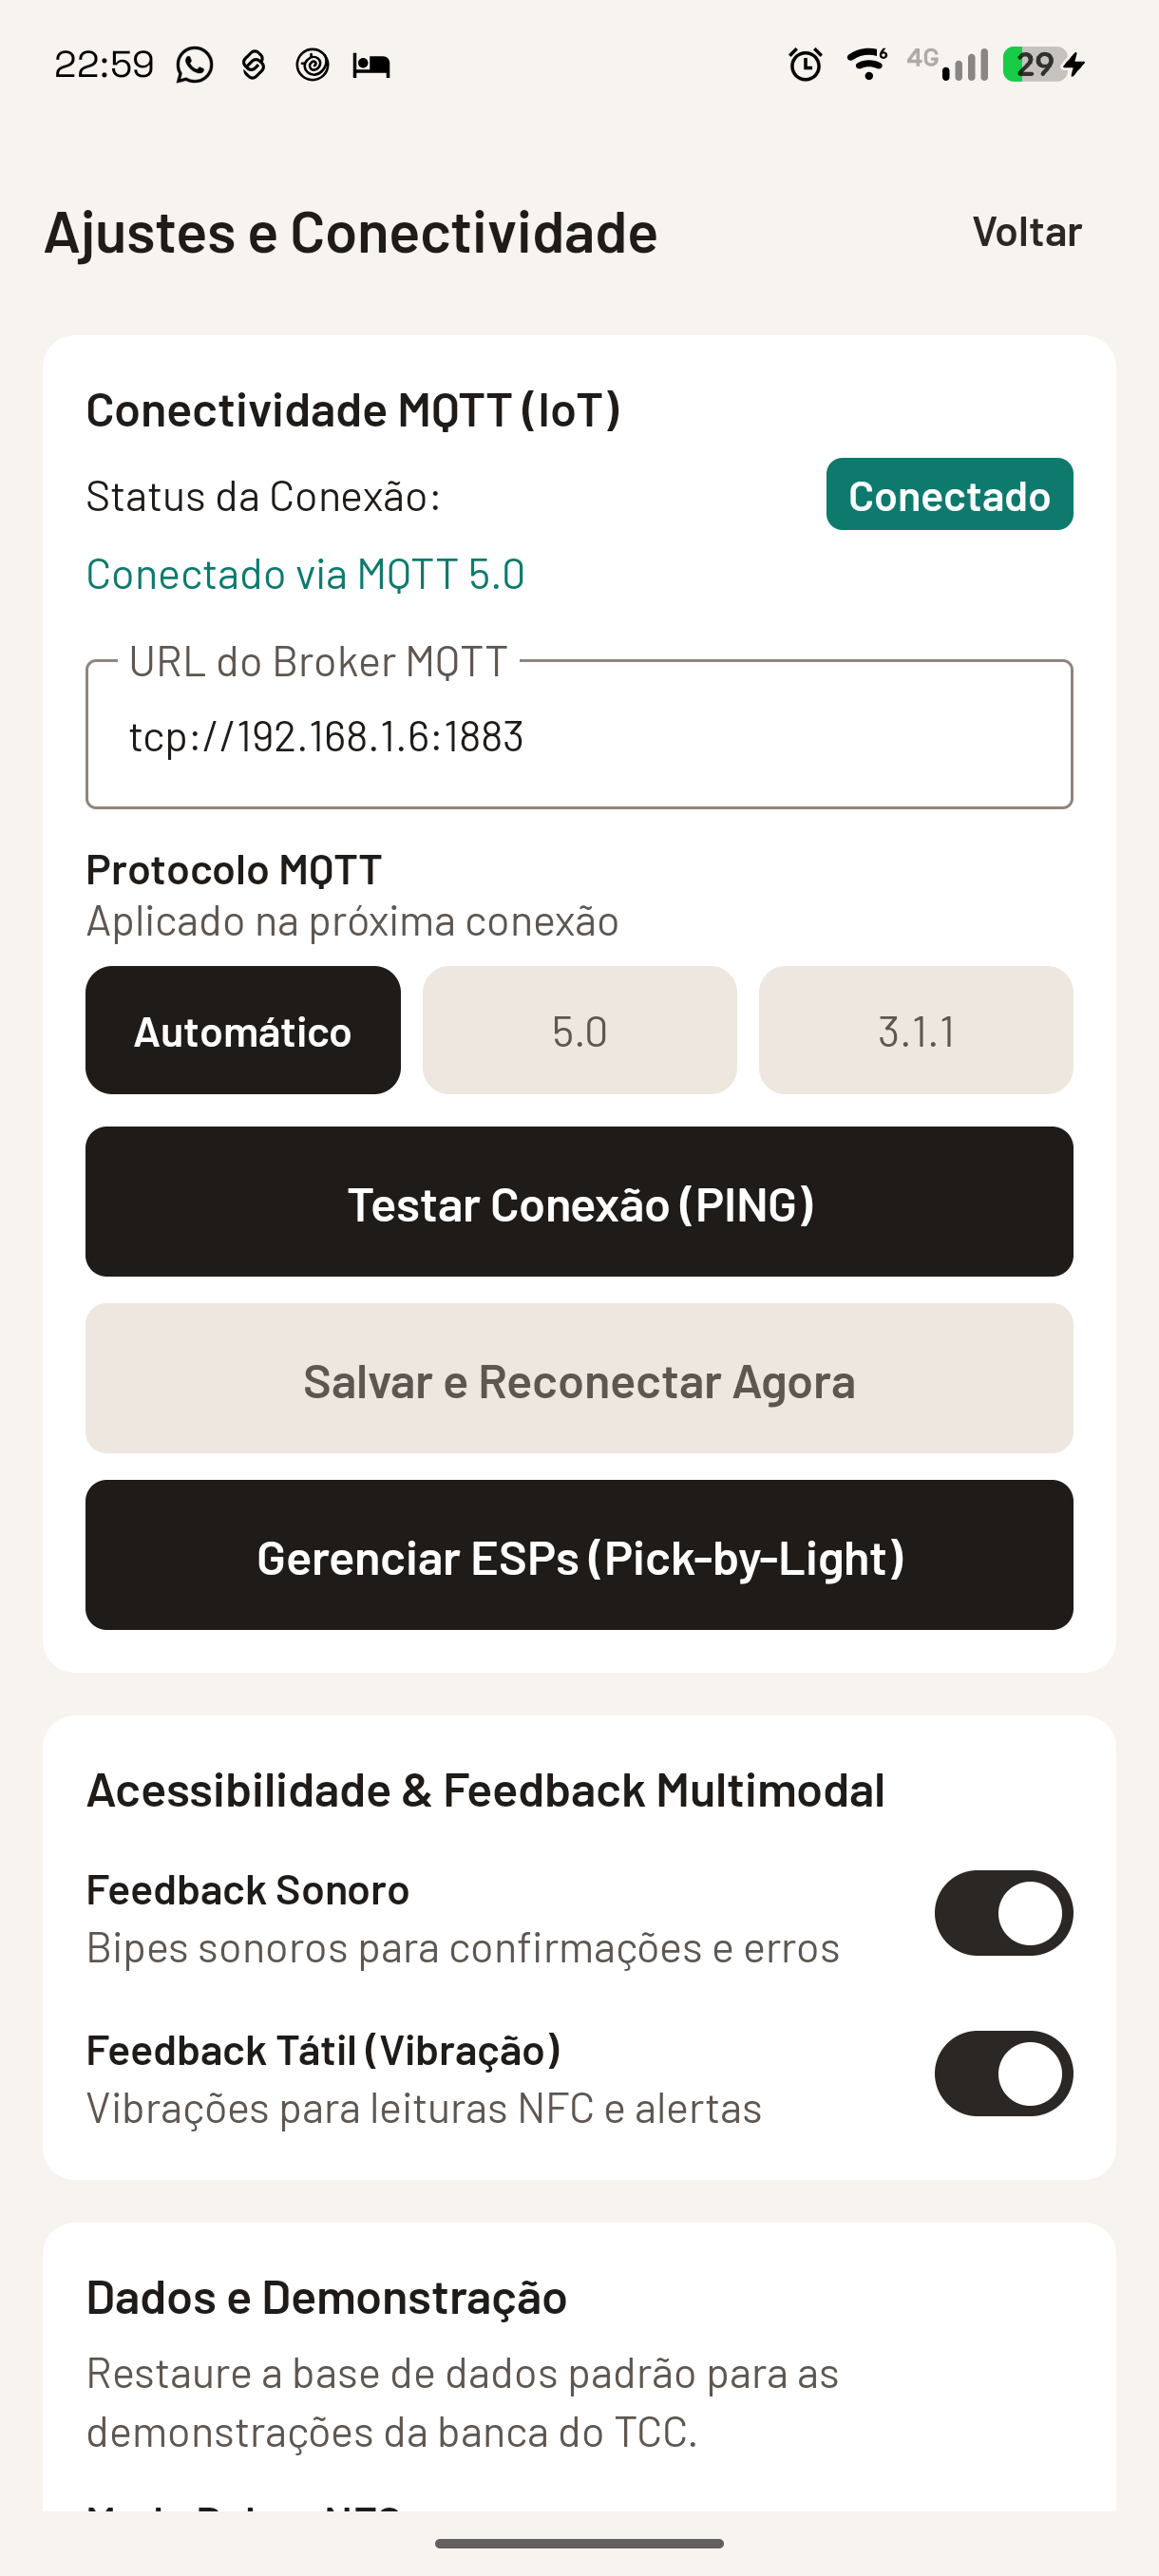 22:59
4G 29
Ajustes e Conectividade
Voltar
Conectividade MQTT (IoT)
Status da Conexão:
Conectado
Conectado via MQTT 5.0
URL do Broker MQTT
tcp://192.168.1.6:1883
Protocolo MQTT
Aplicado na próxima conexão
Automático
5.0
3.1.1
Testar Conexão (PING)
Salvar e Reconectar Agora
Gerenciar ESPs (Pick-by-Light)
Acessibilidade & Feedback Multimodal
Feedback Sonoro
Bipes sonoros para confirmações e erros
Feedback Tátil (Vibração)
Vibrações para leituras NFC e alertas
Dados e Demonstração
Restaure a base de dados padrão para as
demonstrações da banca do TCC.